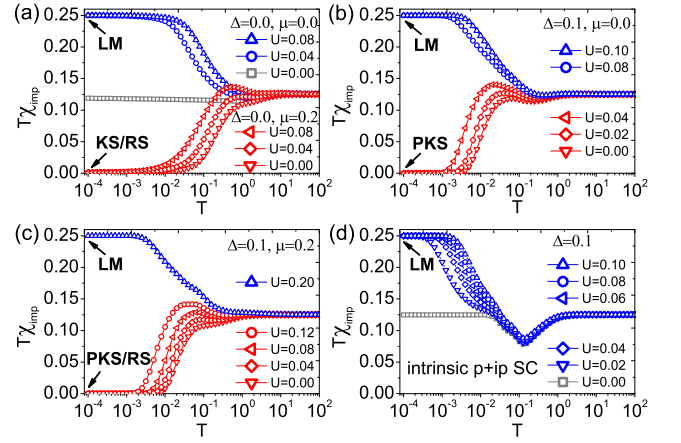 (a)
0.25
0.20
0.15
0.10
0.05
0.00
Tχimp
LM
KS/RS
Δ=0.0, μ=0.0
U=0.08
U=0.04
U=0.00
Δ=0.0, μ=0.2
U=0.08
U=0.04
U=0.00
10⁻⁴ 10⁻³ 10⁻² 10⁻¹ 10⁰ 10¹ 10²
T
(b)
0.25
0.20
0.15
0.10
0.05
0.00
Tχimp
LM
PKS
Δ=0.1, μ=0.0
U=0.10
U=0.08
U=0.04
U=0.02
U=0.00
10⁻⁴ 10⁻³ 10⁻² 10⁻¹ 10⁰ 10¹ 10²
T
(c)
0.25
0.20
0.15
0.10
0.05
0.00
Tχimp
LM
PKS/RS
Δ=0.1, μ=0.2
U=0.20
U=0.12
U=0.08
U=0.04
U=0.00
10⁻⁴ 10⁻³ 10⁻² 10⁻¹ 10⁰ 10¹ 10²
T
(d)
0.25
0.20
0.15
0.10
0.05
0.00
Tχimp
LM
intrinsic p+ip SC
Δ=0.1
U=0.10
U=0.08
U=0.06
U=0.04
U=0.02
U=0.00
10⁻⁴ 10⁻³ 10⁻² 10⁻¹ 10⁰ 10¹ 10²
T